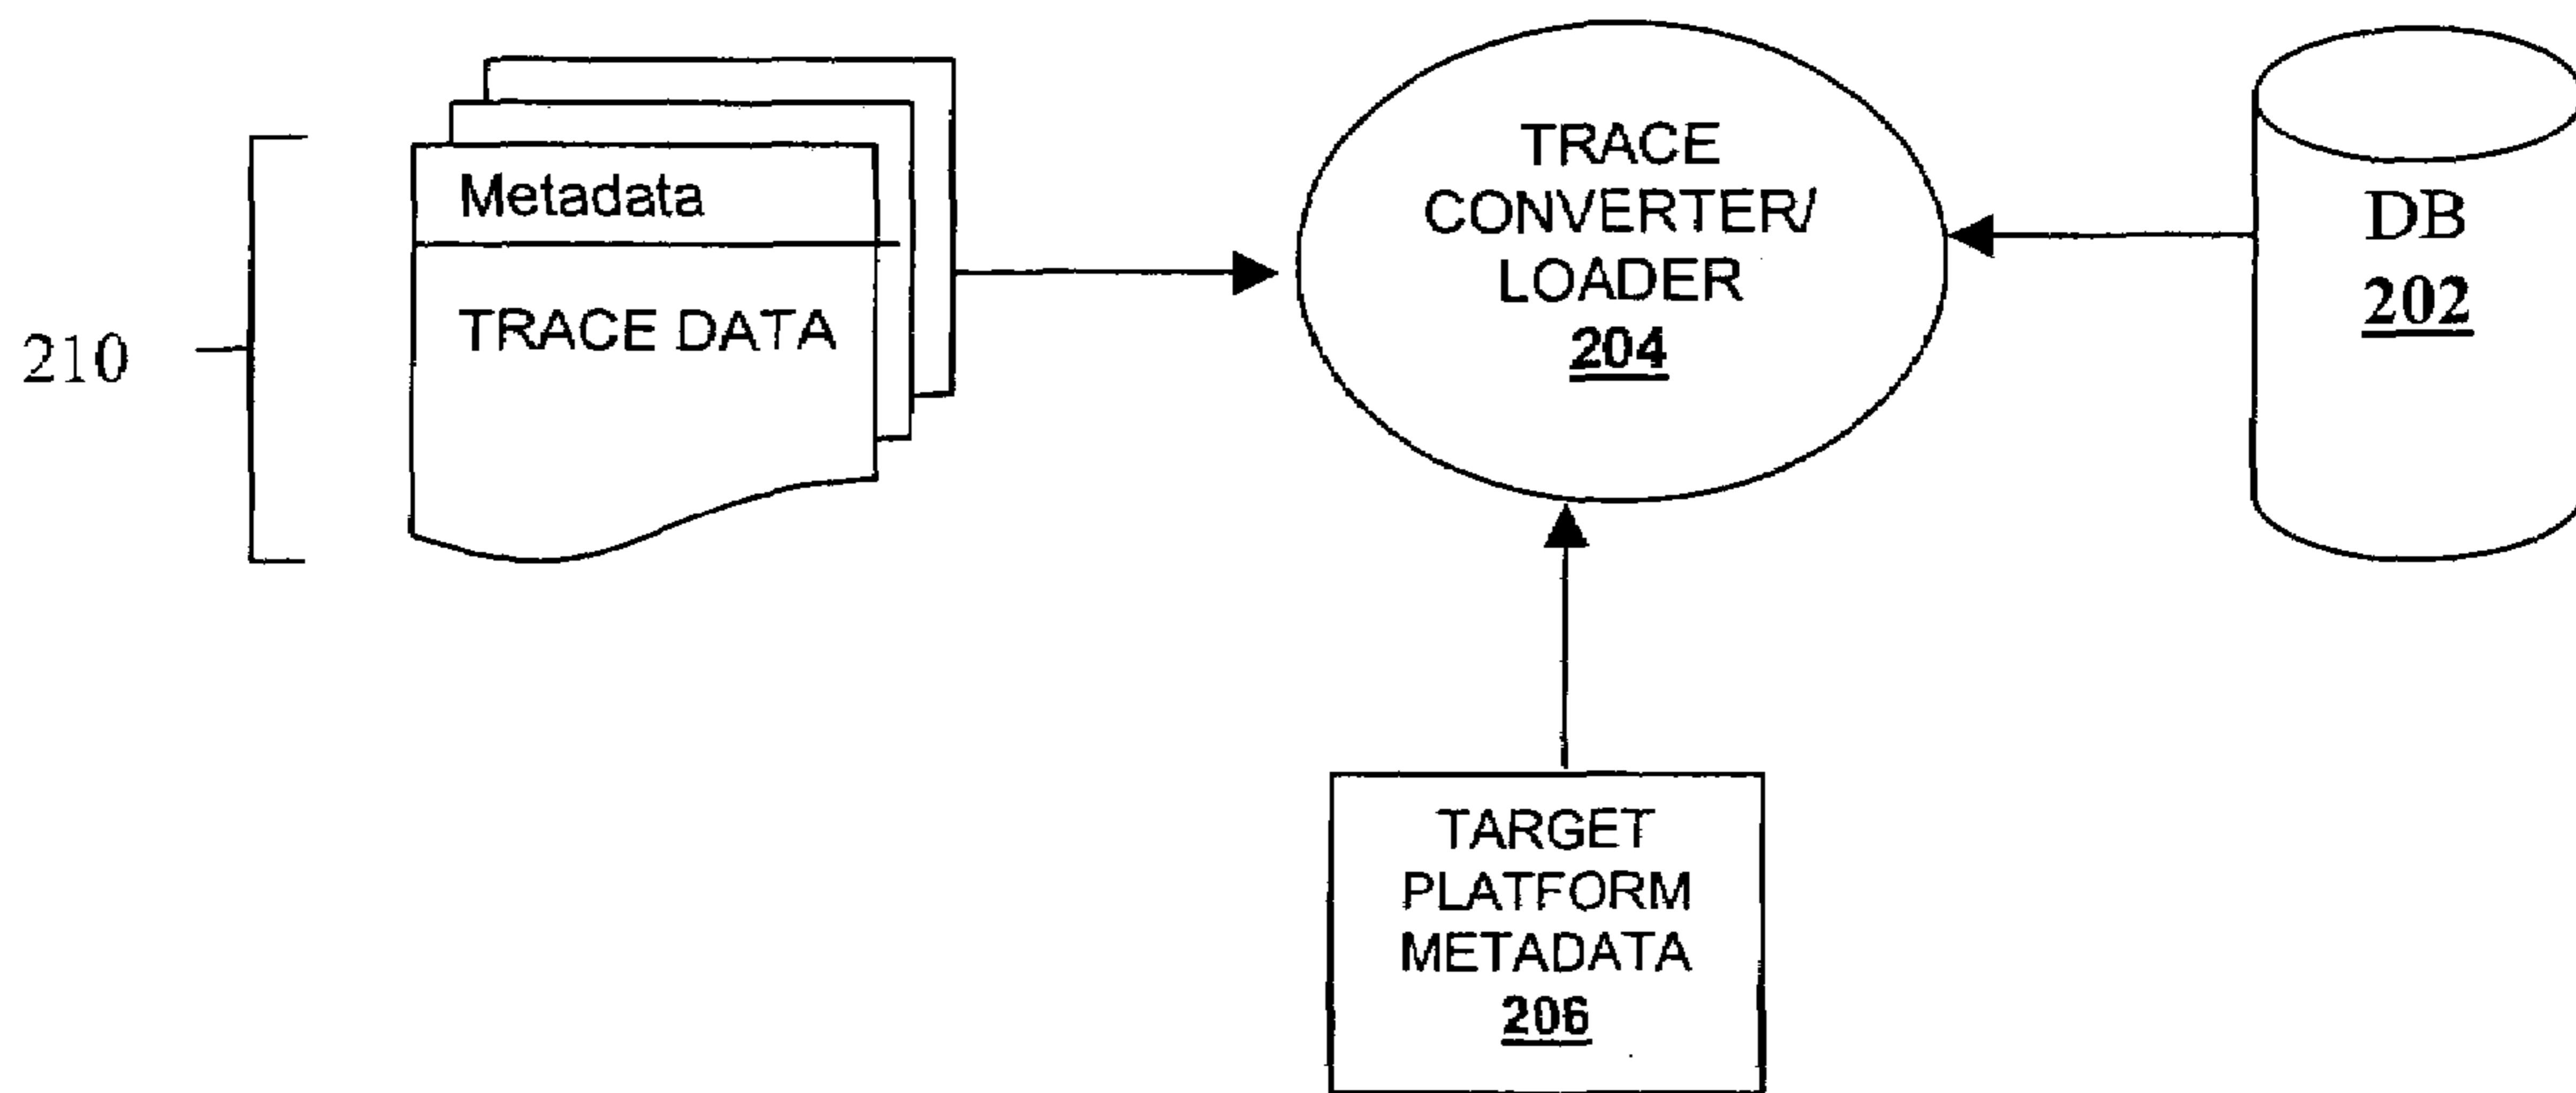 210
Metadata
TRACE DATA
TRACE
CONVERTER/
LOADER
204
DB
202
TARGET
PLATFORM
METADATA
206